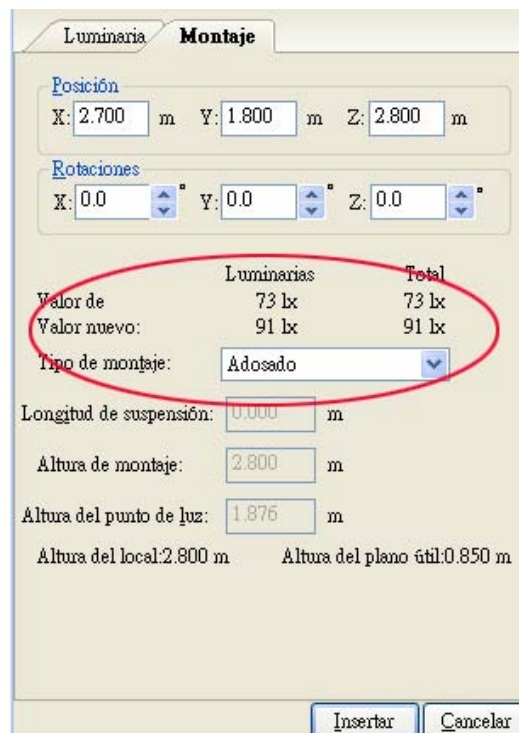 Luminaria Montaje
Posición
X: 2.700 m Y: 1.800 m Z: 2.800 m
Rotaciones
X: 0.0 ° Y: 0.0 ° Z: 0.0 °
Luminarias Total
Valor de 73 lx 73 lx
Valor nuevo: 91 lx 91 lx
Tipo de montaje: Adosado
Longitud de suspensión: 0.000 m
Altura de montaje: 2.800 m
Altura del punto de luz: 1.876 m
Altura del local:2.800 m Altura del plano útil:0.850 m
Insertar Cancelar